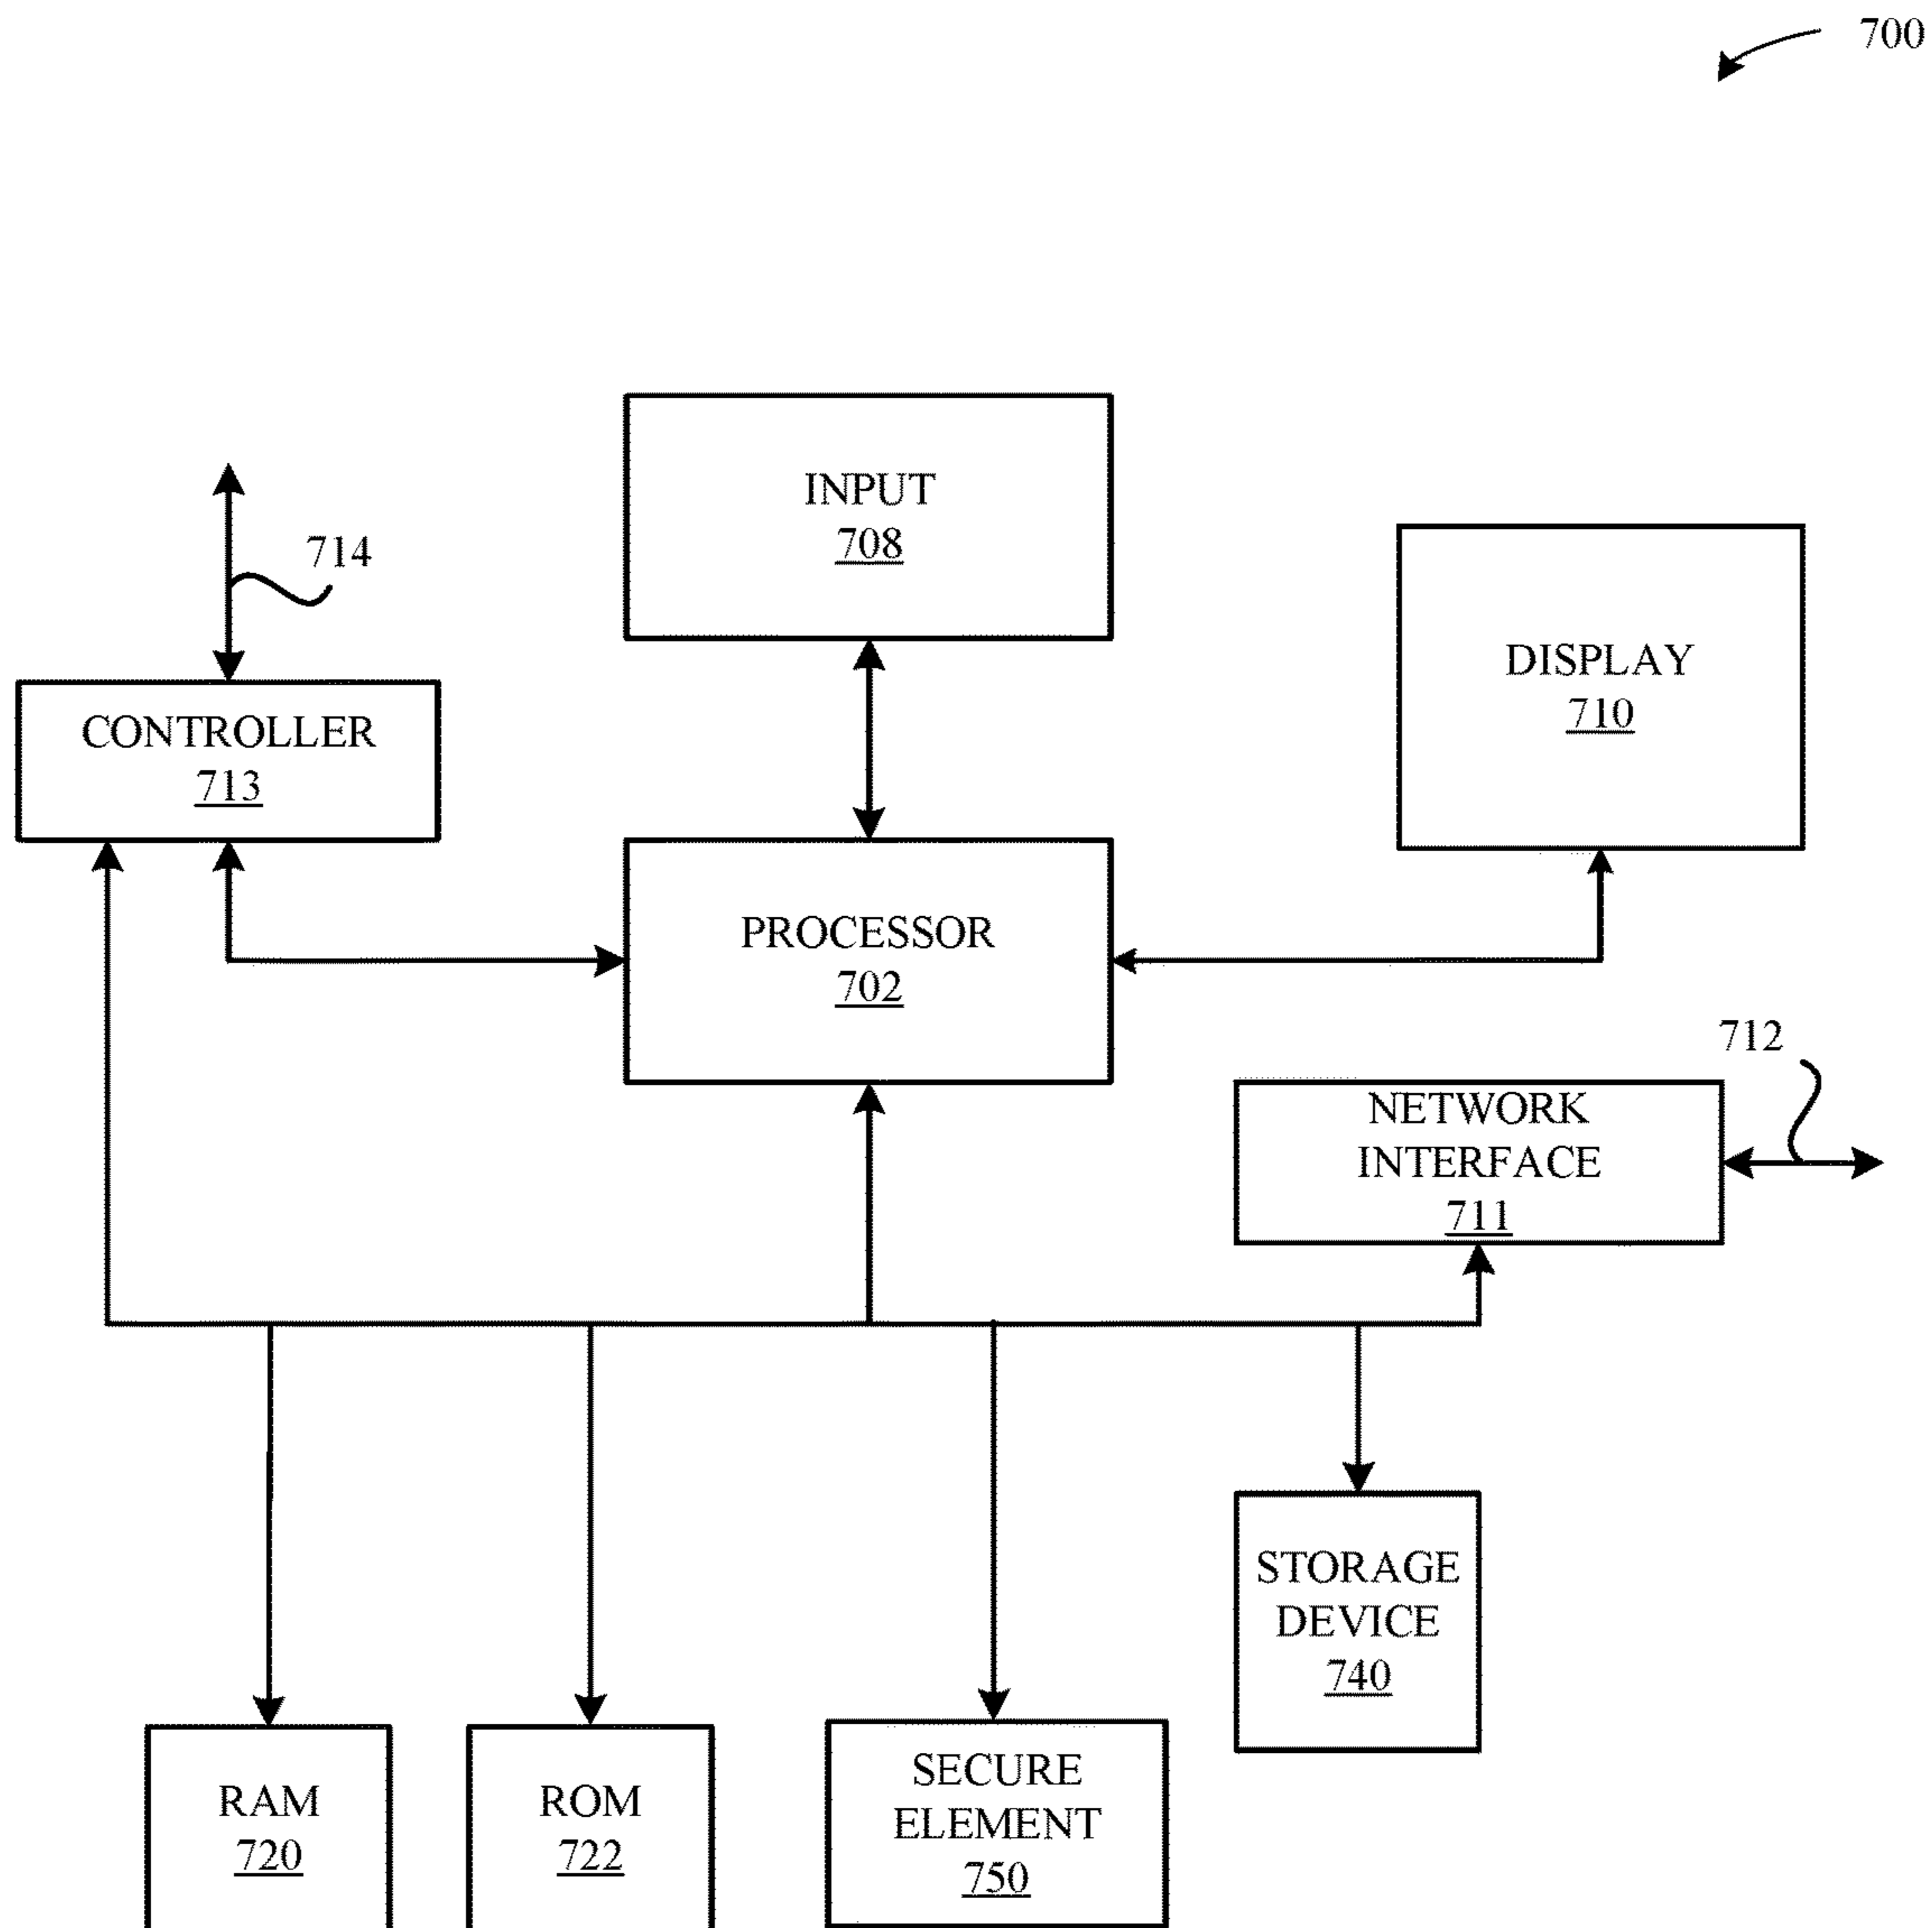 700
INPUT
708
714
DISPLAY
710
CONTROLLER
713
PROCESSOR
702
712
NETWORK
INTERFACE
711
STORAGE
DEVICE
740
RAM
720
ROM
722
SECURE
ELEMENT
750